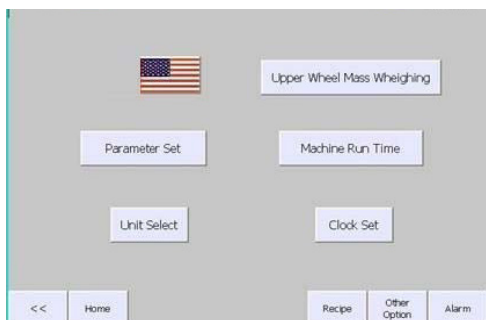 Upper Wheel Mass Wheighing
Parameter Set
Machine Run Time
Unit Select
Clock Set
<<
Home
Recipe
Other
Option
Alarm